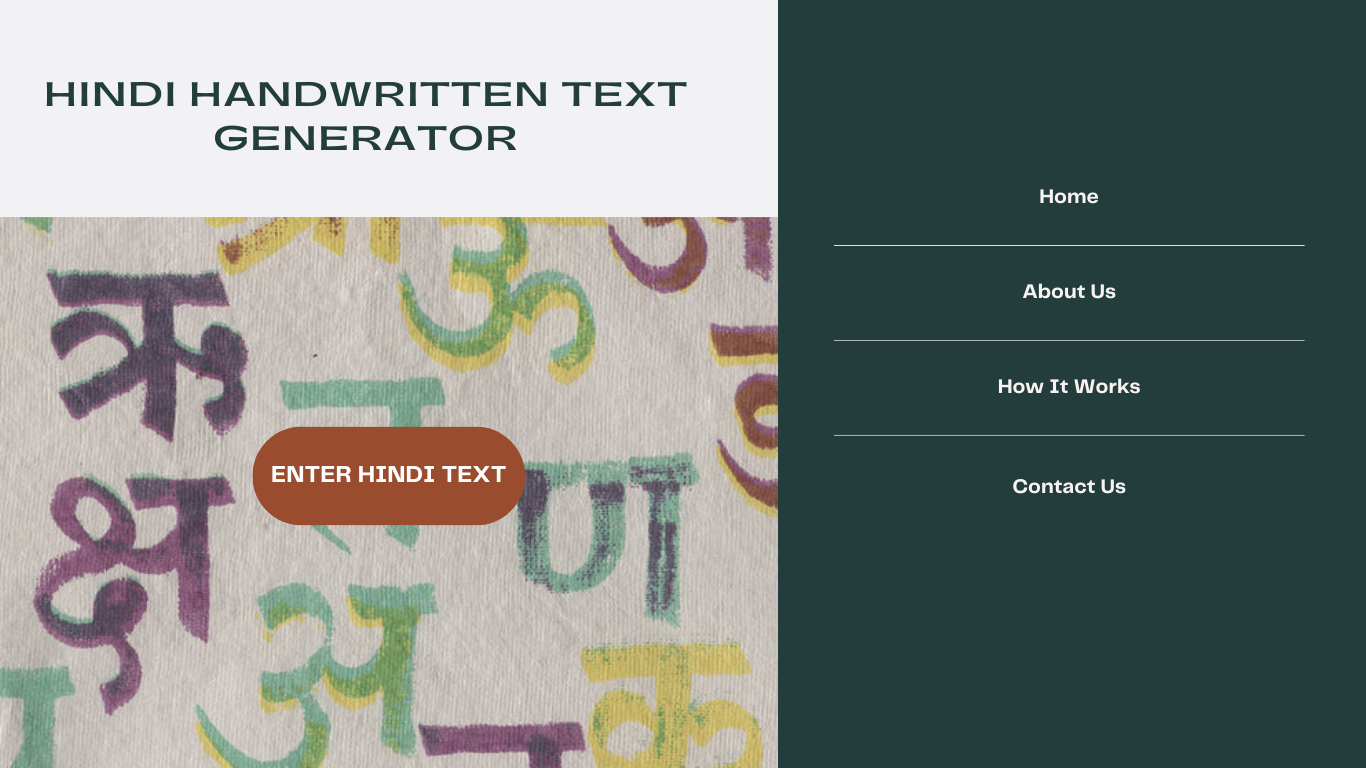 HINDI HANDWRITTEN TEXT
GENERATOR
Home
About Us
How It Works
Contact Us
ऋ
ENTER HINDI TEXT
ण
क्ष
अ
क